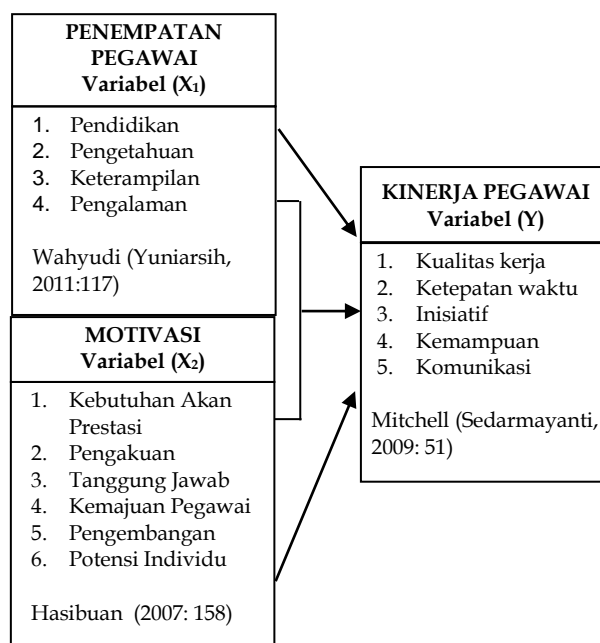 PENEMPATAN
PEGAWAI
Variabel (X₁)
1. Pendidikan
2. Pengetahuan
3. Keterampilan
4. Pengalaman
Wahyudi (Yuniarsih,
2011:117)
MOTIVASI
Variabel (X₂)
1. Kebutuhan Akan
Prestasi
2. Pengakuan
3. Tanggung Jawab
4. Kemajuan Pegawai
5. Pengembangan
6. Potensi Individu
Hasibuan (2007: 158)
KINERJA PEGAWAI
Variabel (Y)
1. Kualitas kerja
2. Ketepatan waktu
3. Inisiatif
4. Kemampuan
5. Komunikasi
Mitchell (Sedarmayanti,
2009: 51)